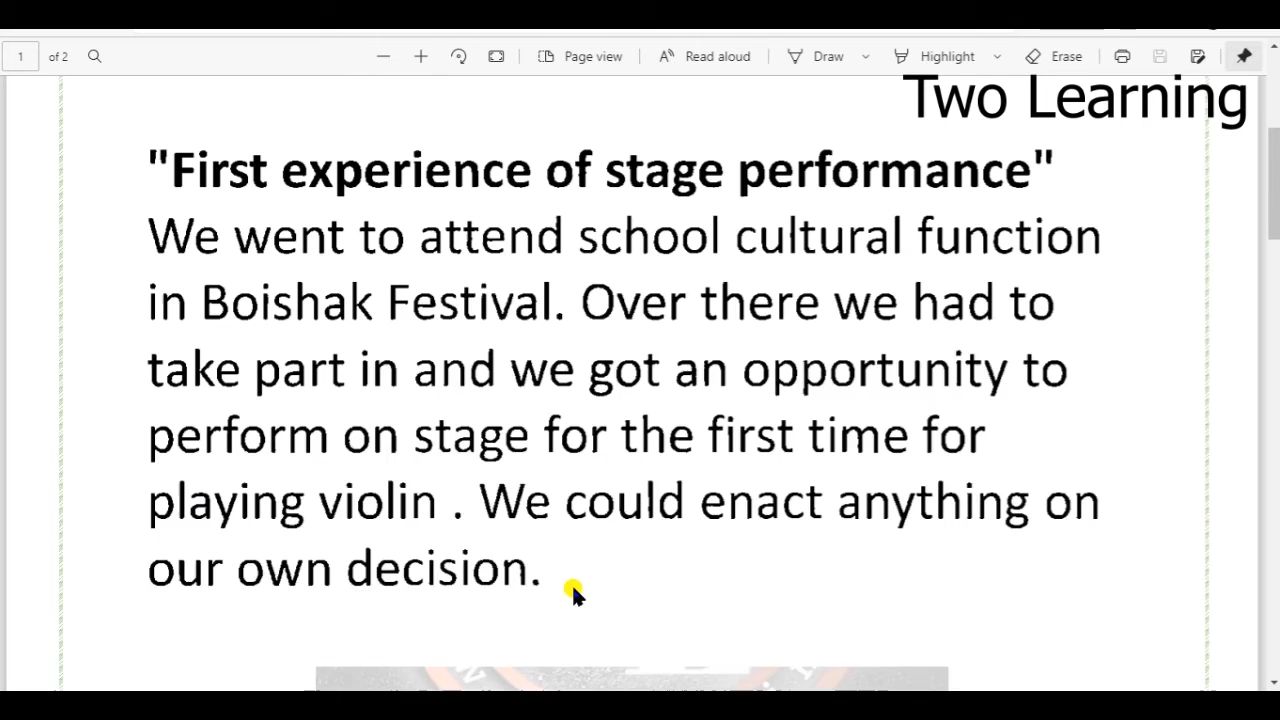 1 of 2 Page view Read aloud Draw Highlight Erase
Two Learning
"First experience of stage performance"
We went to attend school cultural function
in Boishak Festival. Over there we had to
take part in and we got an opportunity to
perform on stage for the first time for
playing violin . We could enact anything on
our own decision.